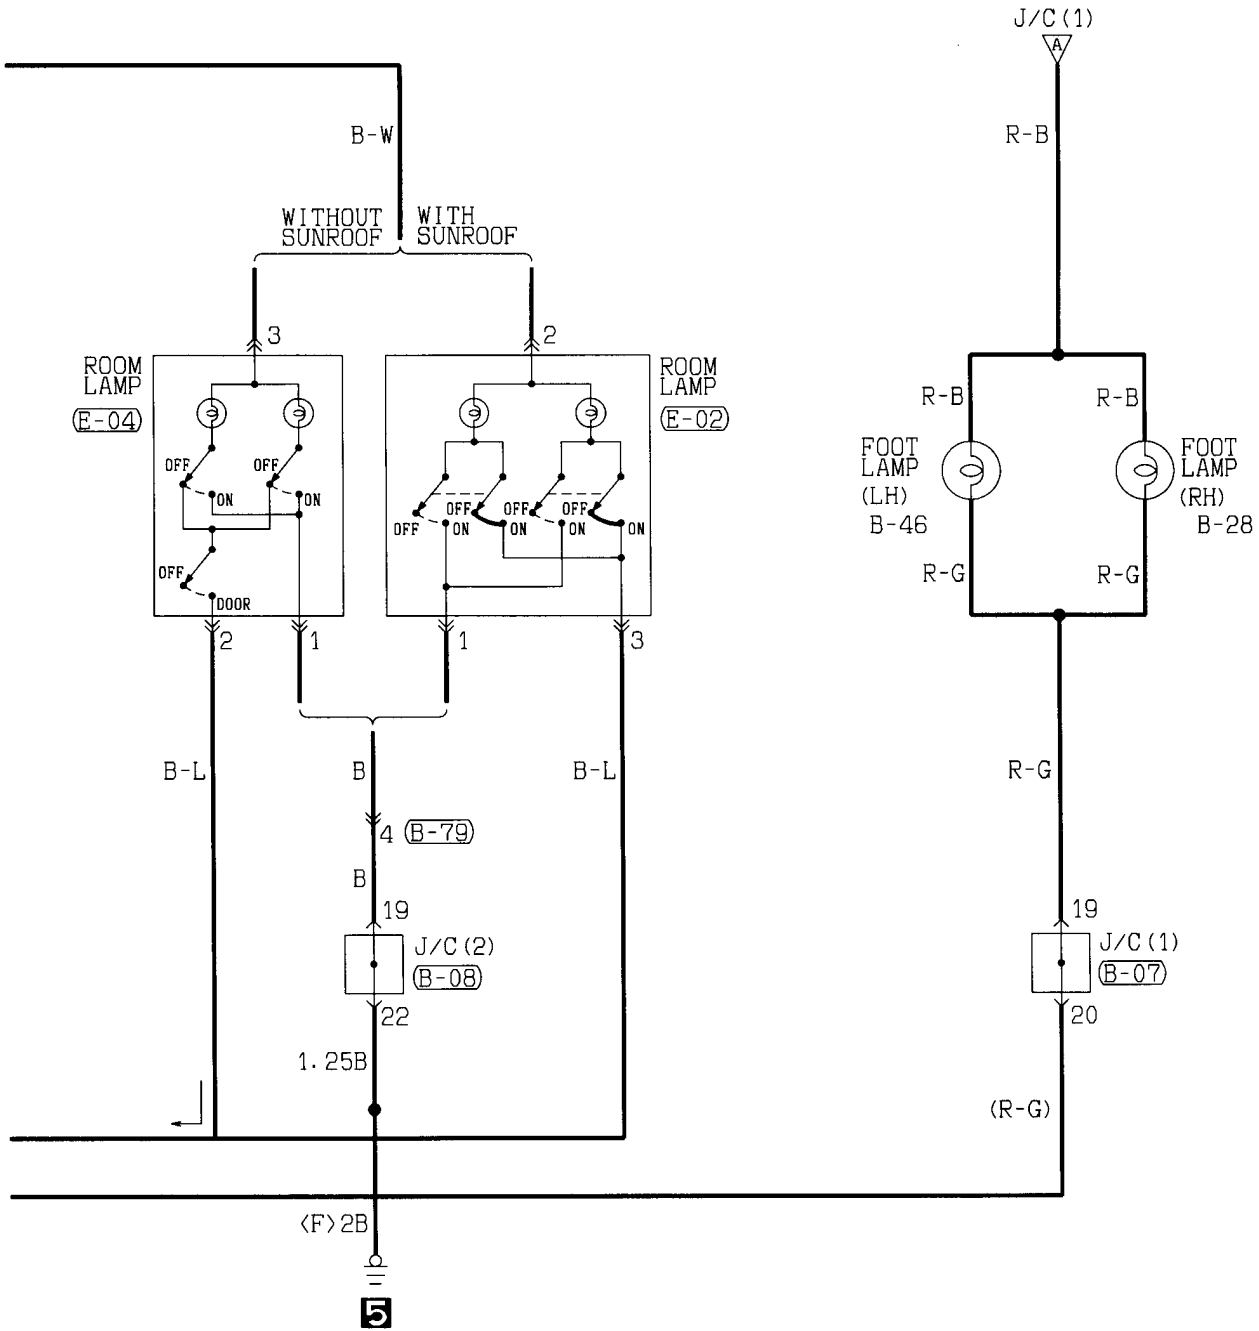 J/C(1)
A
B-W
R-B
WITHOUT SUNROOF
WITH SUNROOF
3
2
ROOM LAMP
(E-04)
ROOM LAMP
(E-02)
R-B
R-B
OFF
OFF
ON
ON
OFF
DOOR
OFF
OFF
ON
ON
OFF
OFF
ON
ON
FOOT LAMP
(LH)
B-46
FOOT LAMP
(RH)
B-28
R-G
R-G
2
1
1
3
B-L
B
B-L
R-G
4
(B-79)
B
19
J/C(2)
(B-08)
22
19
J/C(1)
(B-07)
20
1.25B
(R-G)
<F>2B
5